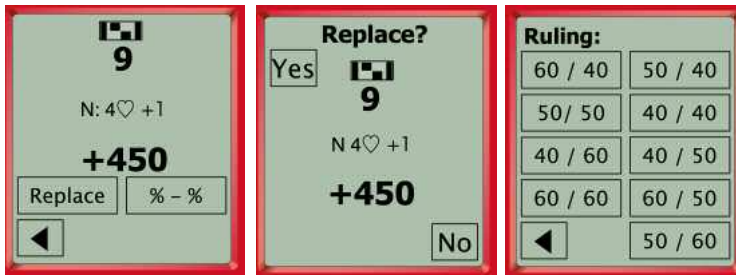 9
N: 4♡ +1
+450
Replace
% – %
Replace?
Yes
9
N 4♡ +1
+450
No
Ruling:
60 / 40
50 / 40
50/ 50
40 / 40
40 / 60
40 / 50
60 / 60
60 / 50
50 / 60